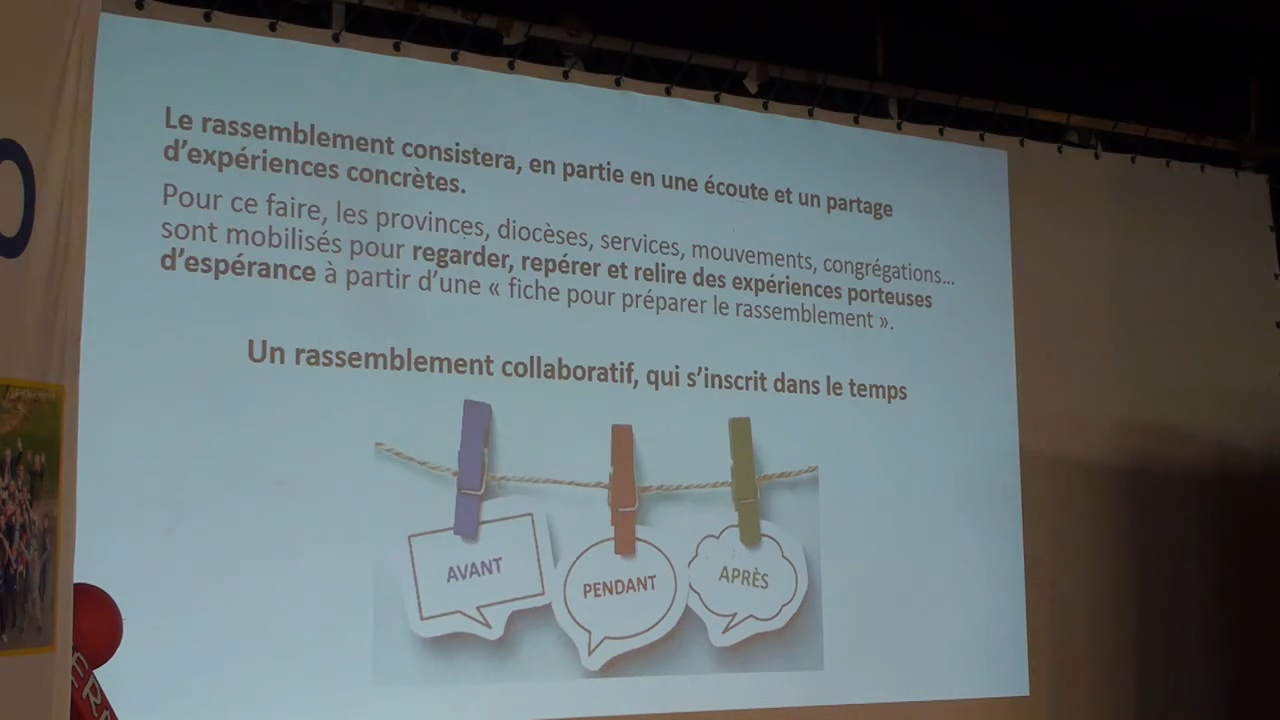 Le rassemblement consistera, en partie en une écoute et un partage
d'expériences concrètes.
Pour ce faire, les provinces, diocèses, services, mouvements, congrégations...
sont mobilisés pour regarder, repérer et relire des expériences porteuses
d'espérance à partir d'une « fiche pour préparer le rassemblement ».
Un rassemblement collaboratif, qui s'inscrit dans le temps
AVANT
PENDANT
APRÈS